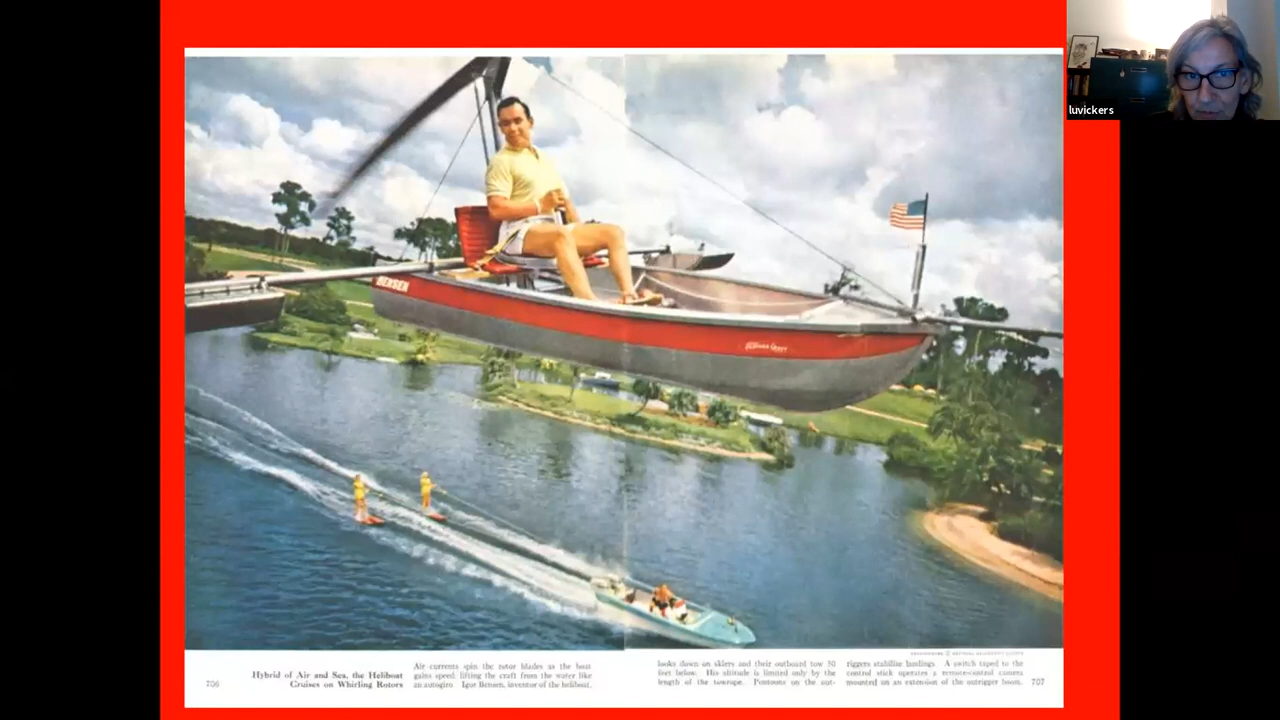 luvickers
BENSEN
706
Hybrid of Air and Sea, the Heliboat
Cruises on Whirling Rotors
Air currents spin the rotor blades as the boat
gains speed, lifting the craft from the water like
an autogiro. Igor Bensen, inventor of the heliboat,
looks down on skiers and their outboard tow 50
feet below. His altitude is limited only by the
length of the towrope. Pontoons on the out-
riggers stabilize landings. A switch taped to the
control stick operates a remote-control camera
mounted on an extension of the outrigger boom.
707